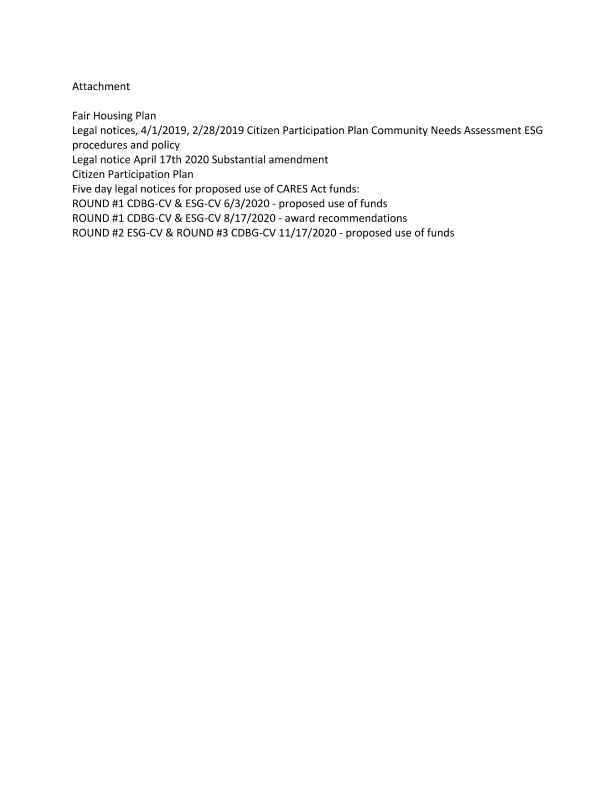 Attachment
Fair Housing Plan
Legal notices, 4/1/2019, 2/28/2019 Citizen Participation Plan Community Needs Assessment ESG
procedures and policy
Legal notice April 17th 2020 Substantial amendment
Citizen Participation Plan
Five day legal notices for proposed use of CARES Act funds:
ROUND #1 CDBG-CV & ESG-CV 6/3/2020 - proposed use of funds
ROUND #1 CDBG-CV & ESG-CV 8/17/2020 - award recommendations
ROUND #2 ESG-CV & ROUND #3 CDBG-CV 11/17/2020 - proposed use of funds